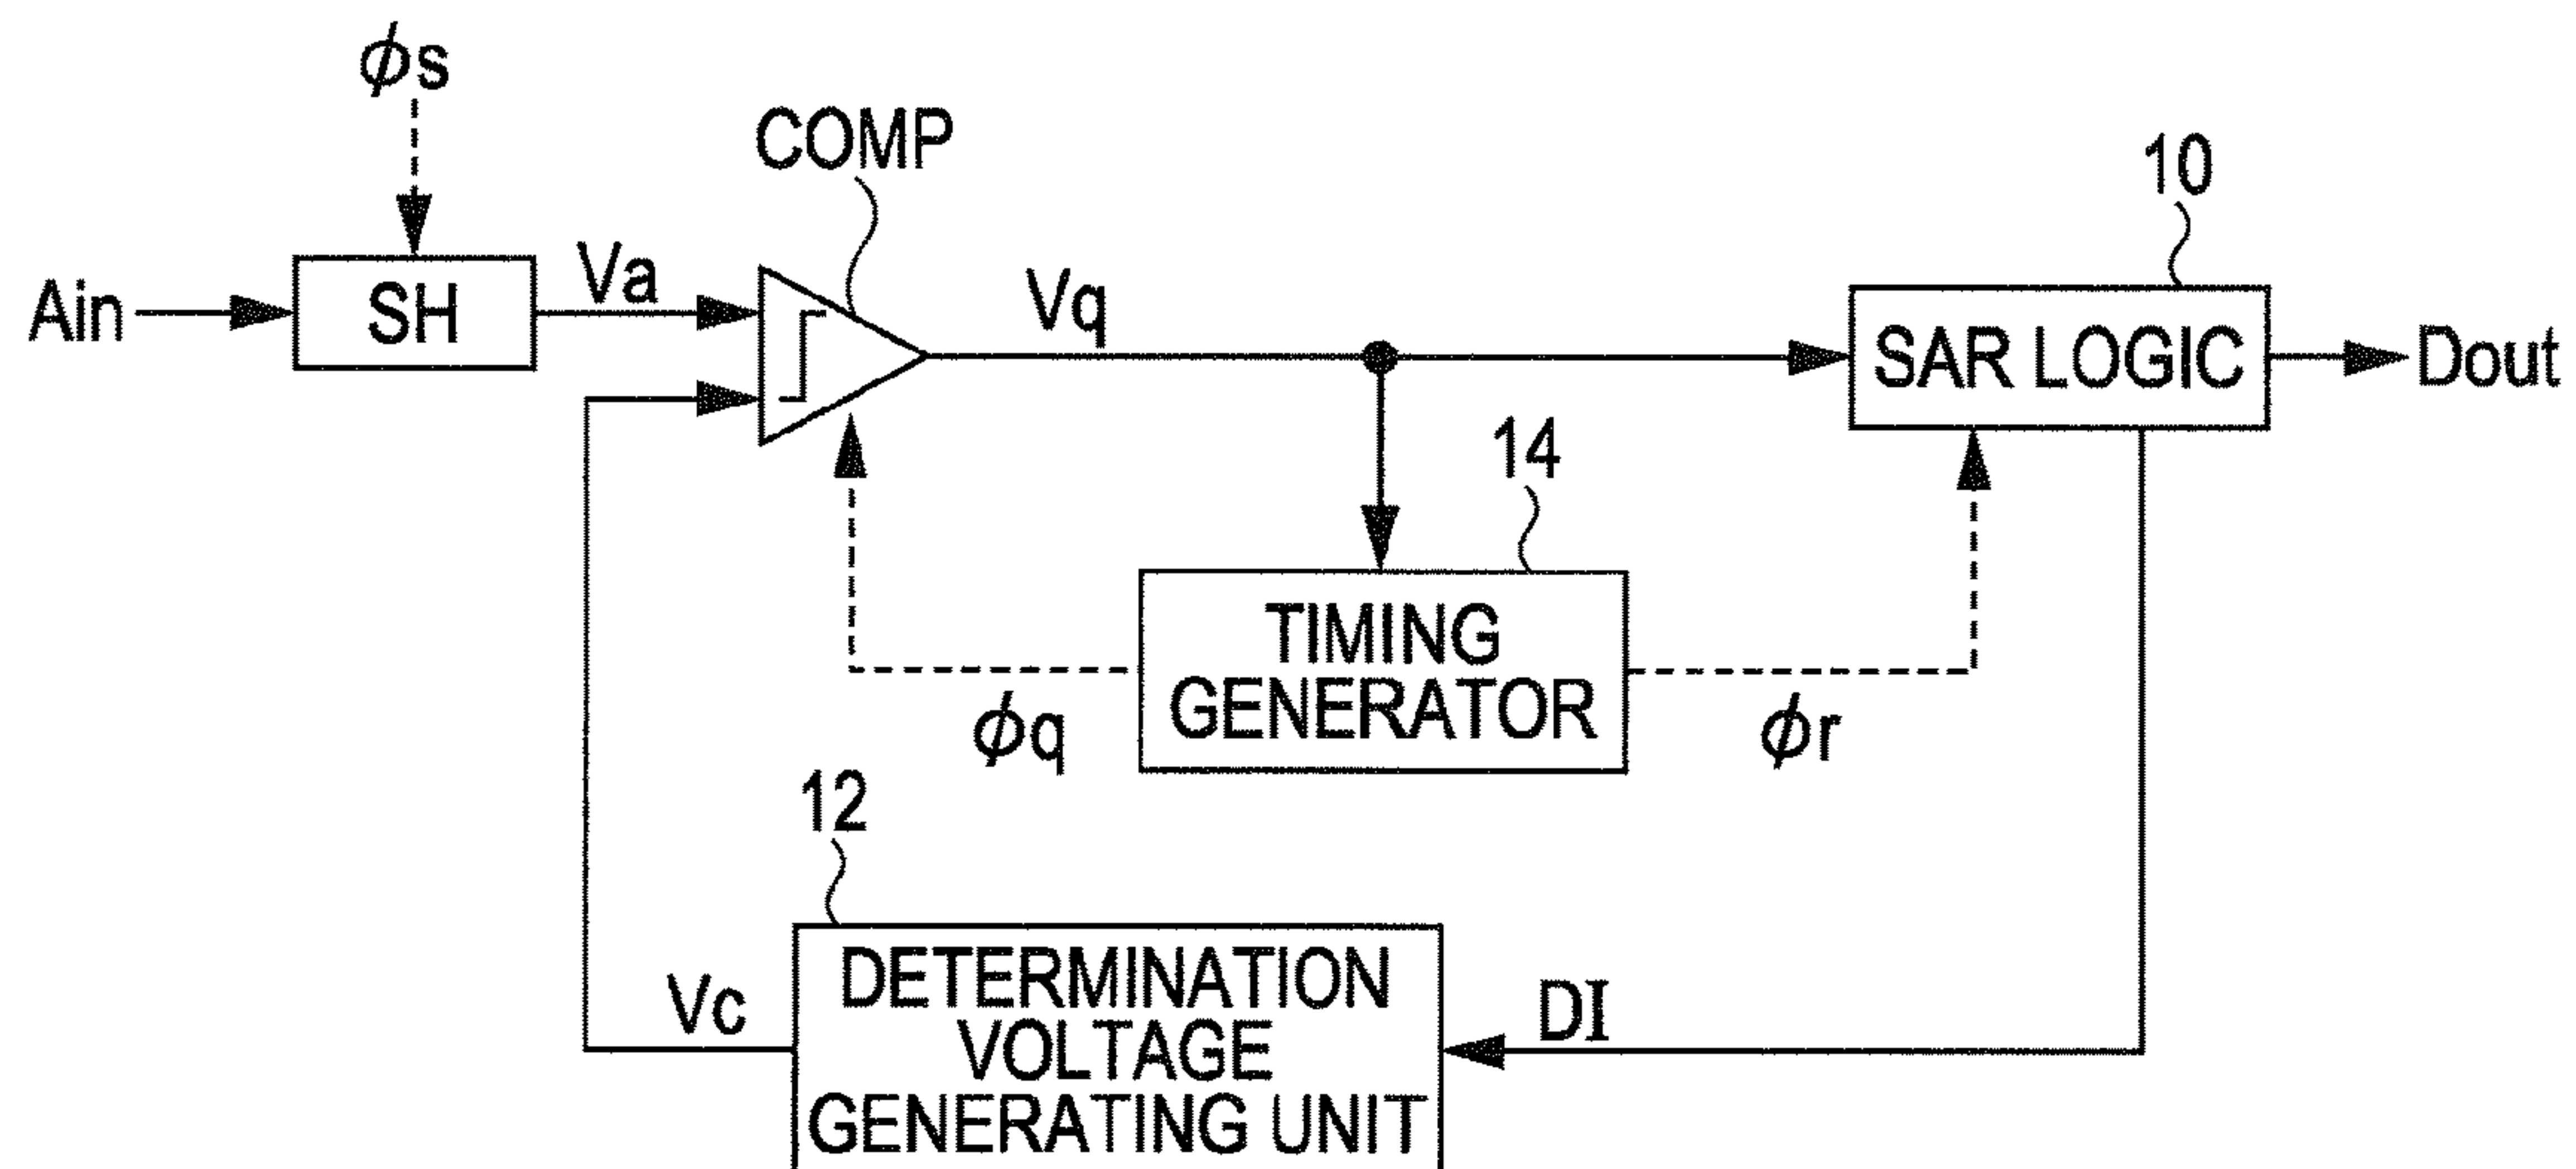 ϕs
COMP
10
Ain
SH
Va
Vq
SAR LOGIC
Dout
14
TIMING
GENERATOR
ϕq
ϕr
12
DETERMINATION
VOLTAGE
GENERATING UNIT
Vc
DI